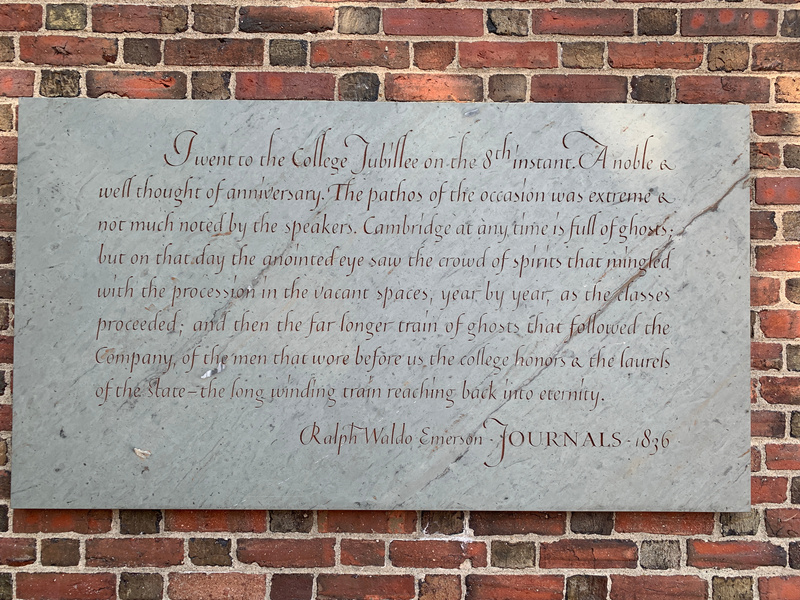 I went to the College Jubillee on the 8th instant. A noble &
well thought of anniversary. The pathos of the occasion was extreme &
not much noted by the speakers. Cambridge at any time is full of ghosts;
but on that day the anointed eye saw the crowd of spirits that mingled
with the procession in the vacant spaces, year by year, as the classes
proceeded; and then the far longer train of ghosts that followed the
Company, of the men that wore before us the college honors & the laurels
of the state – the long winding train reaching back into eternity.
Ralph Waldo Emerson · JOURNALS · 1836